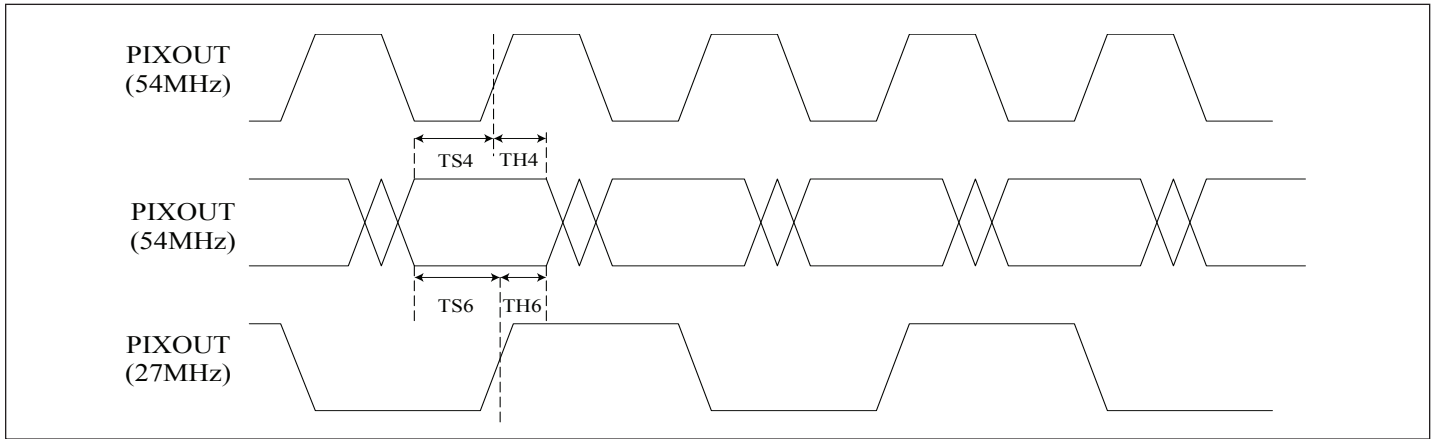 PIXOUT
(54MHz)
TS4 TH4
PIXOUT
(54MHz)
TS6 TH6
PIXOUT
(27MHz)